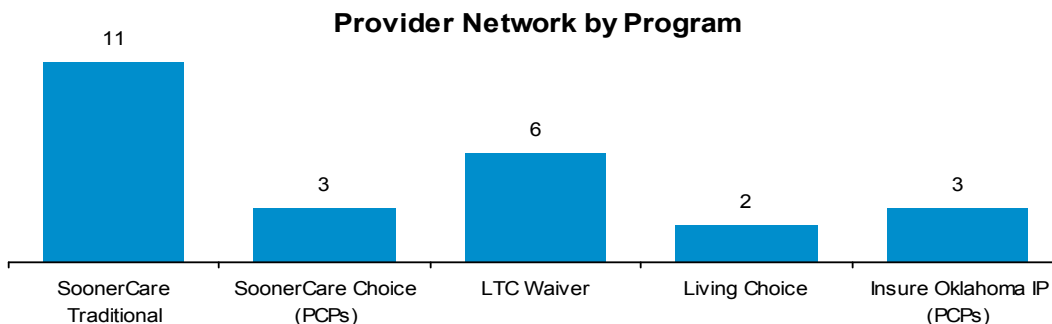 Provider Network by Program
11
3
6
2
3
SoonerCare
Traditional
SoonerCare Choice
(PCPs)
LTC Waiver
Living Choice
Insure Oklahoma IP
(PCPs)